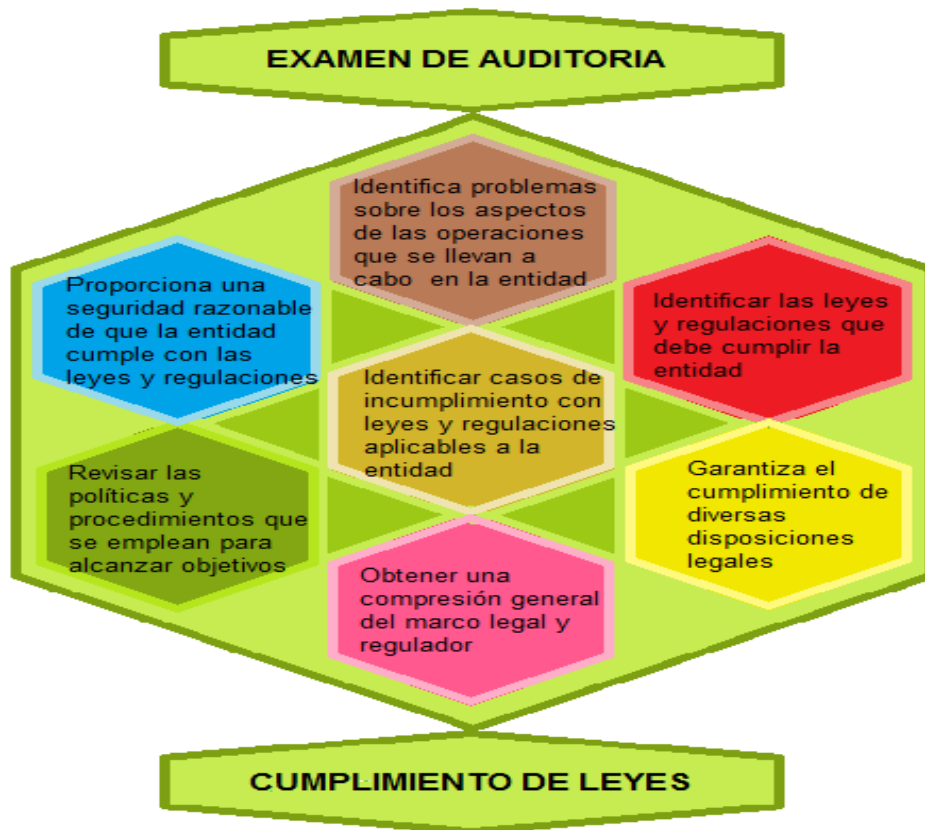 EXAMEN DE AUDITORIA
Identifica problemas
sobre los aspectos
de las operaciones
que se llevan a
cabo en la entidad
Proporciona una
seguridad razonable
de que la entidad
cumple con las
leyes y regulaciones
Identificar las leyes
y regulaciones que
debe cumplir la
entidad
Identificar casos de
incumplimiento con
leyes y regulaciones
aplicables a la
entidad
Revisar las
políticas y
procedimientos que
se emplean para
alcanzar objetivos
Garantiza el
cumplimiento de
diversas
disposiciones
legales
Obtener una
compresión general
del marco legal y
regulador
CUMPLIMIENTO DE LEYES